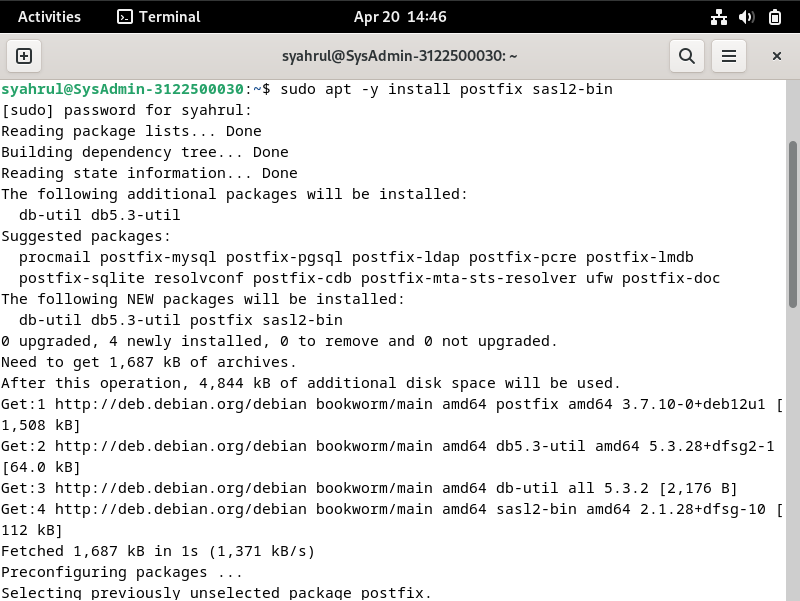 Activities Terminal Apr 20 14:46
syahrul@SysAdmin-3122500030: ~
syahrul@SysAdmin-3122500030:~$ sudo apt -y install postfix sasl2-bin
[sudo] password for syahrul:
Reading package lists... Done
Building dependency tree... Done
Reading state information... Done
The following additional packages will be installed:
  db-util db5.3-util
Suggested packages:
  procmail postfix-mysql postfix-pgsql postfix-ldap postfix-pcre postfix-lmdb
  postfix-sqlite resolvconf postfix-cdb postfix-mta-sts-resolver ufw postfix-doc
The following NEW packages will be installed:
  db-util db5.3-util postfix sasl2-bin
0 upgraded, 4 newly installed, 0 to remove and 0 not upgraded.
Need to get 1,687 kB of archives.
After this operation, 4,844 kB of additional disk space will be used.
Get:1 http://deb.debian.org/debian bookworm/main amd64 postfix amd64 3.7.10-0+deb12u1 [
1,508 kB]
Get:2 http://deb.debian.org/debian bookworm/main amd64 db5.3-util amd64 5.3.28+dfsg2-1
[64.0 kB]
Get:3 http://deb.debian.org/debian bookworm/main amd64 db-util all 5.3.2 [2,176 B]
Get:4 http://deb.debian.org/debian bookworm/main amd64 sasl2-bin amd64 2.1.28+dfsg-10 [
112 kB]
Fetched 1,687 kB in 1s (1,371 kB/s)
Preconfiguring packages ...
Selecting previously unselected package postfix.